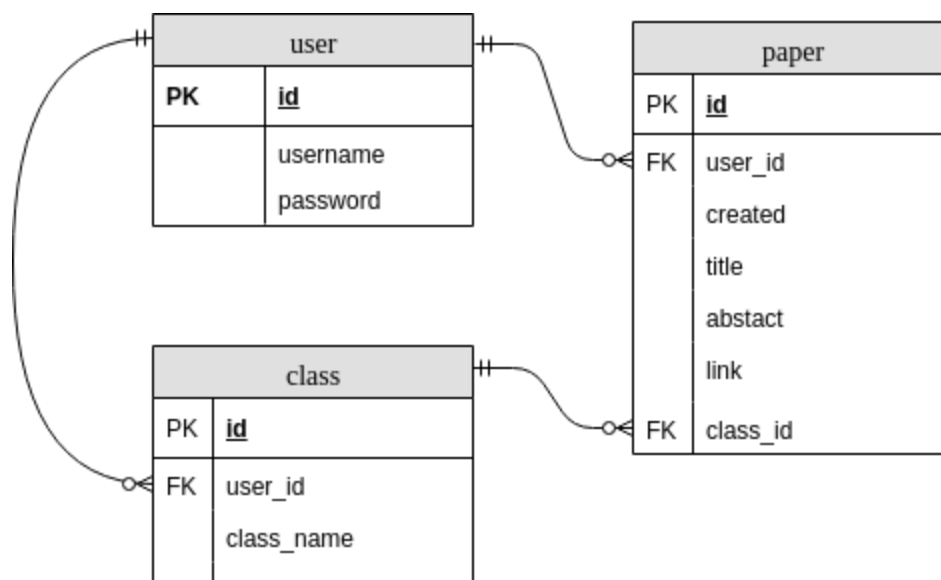 user
PK id
username
password
paper
PK id
FK user_id
created
title
abstact
link
FK class_id
class
PK id
FK user_id
class_name